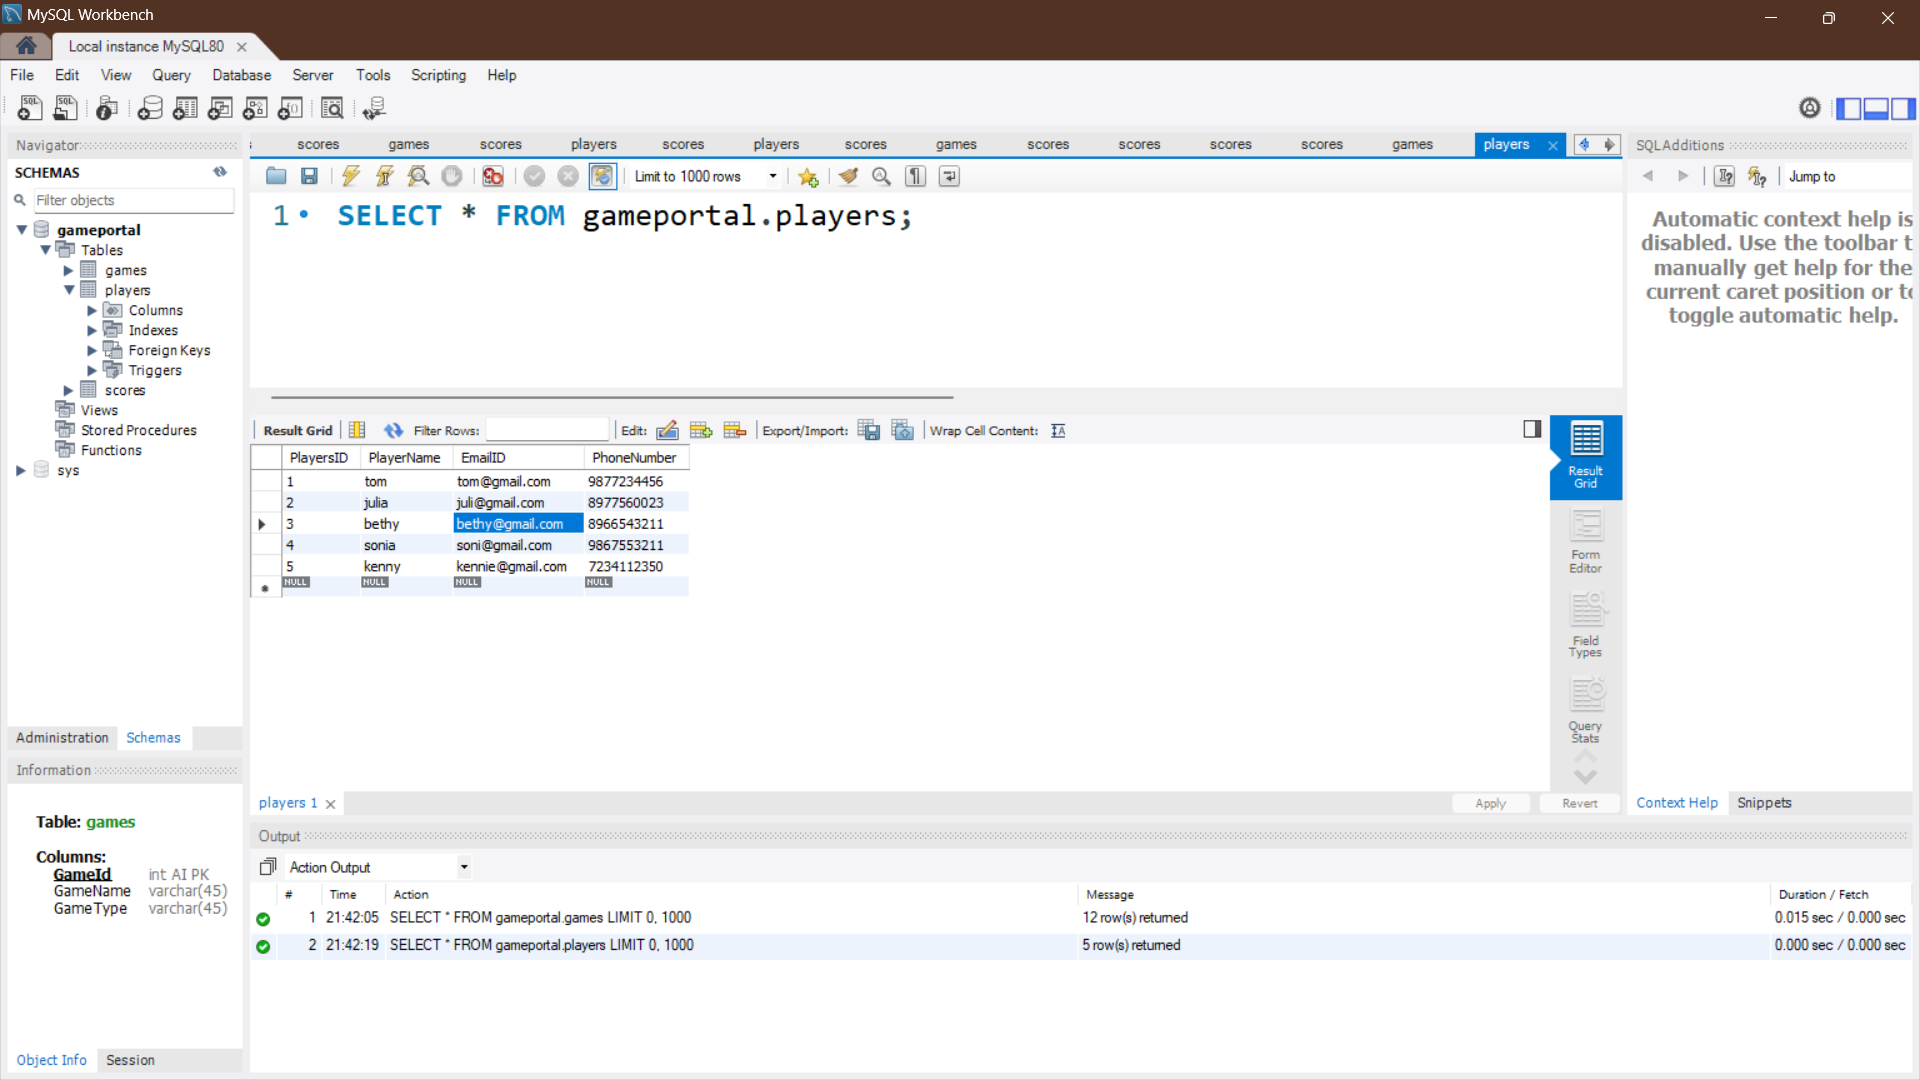 MySQL Workbench
Local instance MySQL80
File Edit View Query Database Server Tools Scripting Help
Navigator
SCHEMAS
Filter objects
gameportal
Tables
games
players
Columns
Indexes
Foreign Keys
Triggers
scores
Views
Stored Procedures
Functions
sys
Administration Schemas
Information
Table: games
Columns:
GameId int AI PK
GameName varchar(45)
GameType varchar(45)
Object Info Session
scores games scores players scores players scores games scores scores scores scores games players
Limit to 1000 rows
1 SELECT * FROM gameportal.players;
Result Grid Filter Rows: Edit: Export/Import: Wrap Cell Content:
PlayersID PlayerName EmailID PhoneNumber
1 tom tom@gmail.com 9877234456
2 julia juli@gmail.com 8977560023
3 bethy bethy@gmail.com 8966543211
4 sonia soni@gmail.com 9867553211
5 kenny kennie@gmail.com 7234112350
NULL NULL NULL NULL
Result
Grid
Form
Editor
Field
Types
Query
Stats
players 1
Apply Revert
SQLAdditions
Jump to
Automatic context help is
disabled. Use the toolbar
manually get help for the
current caret position or
toggle automatic help.
Context Help Snippets
Output
Action Output
# Time Action Message Duration / Fetch
1 21:42:05 SELECT * FROM gameportal.games LIMIT 0, 1000 12 row(s) returned 0.015 sec / 0.000 sec
2 21:42:19 SELECT * FROM gameportal.players LIMIT 0, 1000 5 row(s) returned 0.000 sec / 0.000 sec